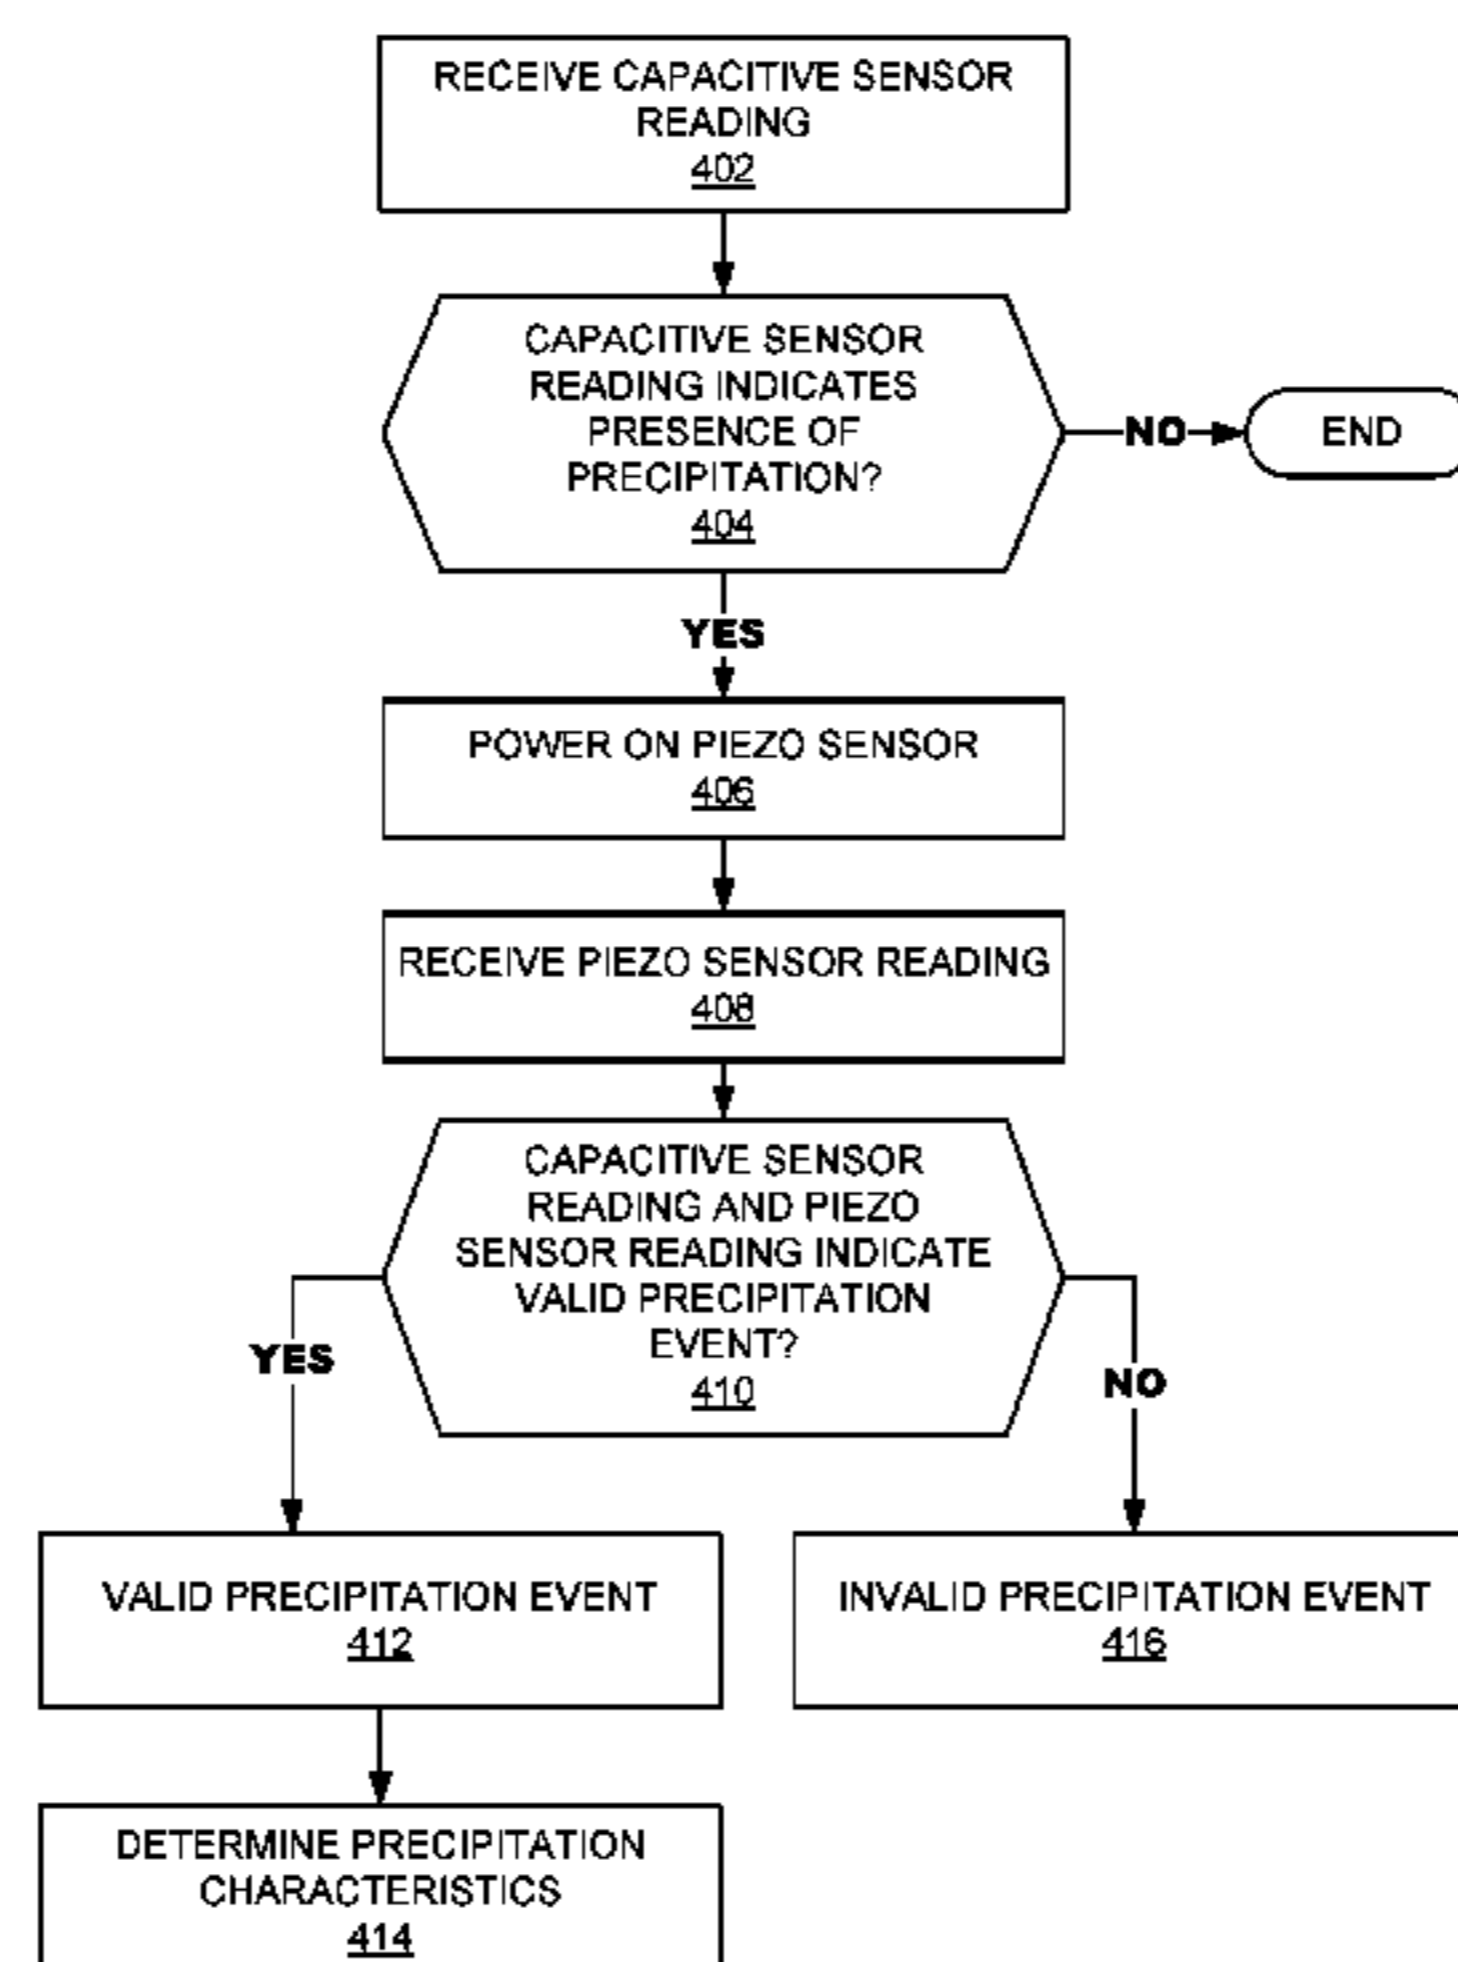 RECEIVE CAPACITIVE SENSOR
READING
402
CAPACITIVE SENSOR
READING INDICATES
PRESENCE OF
PRECIPITATION?
404
NO
END
YES
POWER ON PIEZO SENSOR
406
RECEIVE PIEZO SENSOR READING
408
CAPACITIVE SENSOR
READING AND PIEZO
SENSOR READING INDICATE
VALID PRECIPITATION
EVENT?
410
YES
NO
VALID PRECIPITATION EVENT
412
INVALID PRECIPITATION EVENT
416
DETERMINE PRECIPITATION
CHARACTERISTICS
414